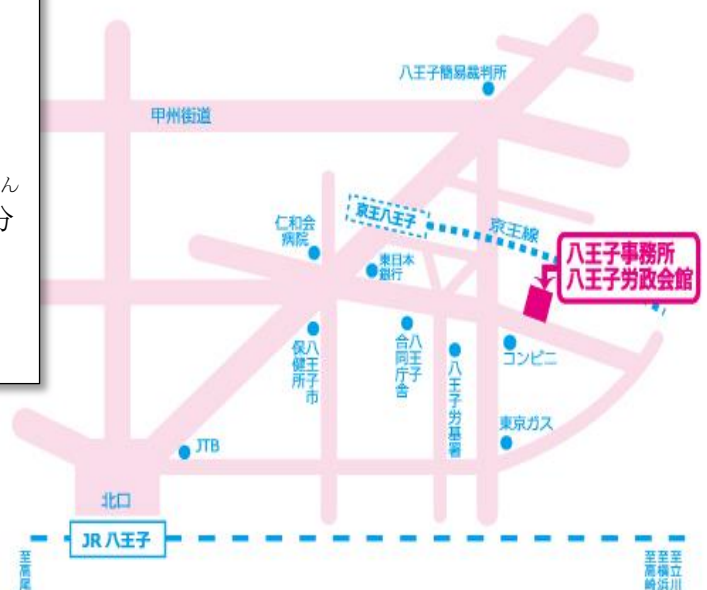 ん
分
八王子簡易裁判所
甲州街道
京王八王子
京王線
仁和会
病院
東日本
銀行
八王子事務所
八王子労政会館
八王子市
保健所
八王子
合同庁舎
八王子労基署
コンビニ
東京ガス
JTB
北口
JR 八王子
至高尾
至高崎
至横浜
至立川